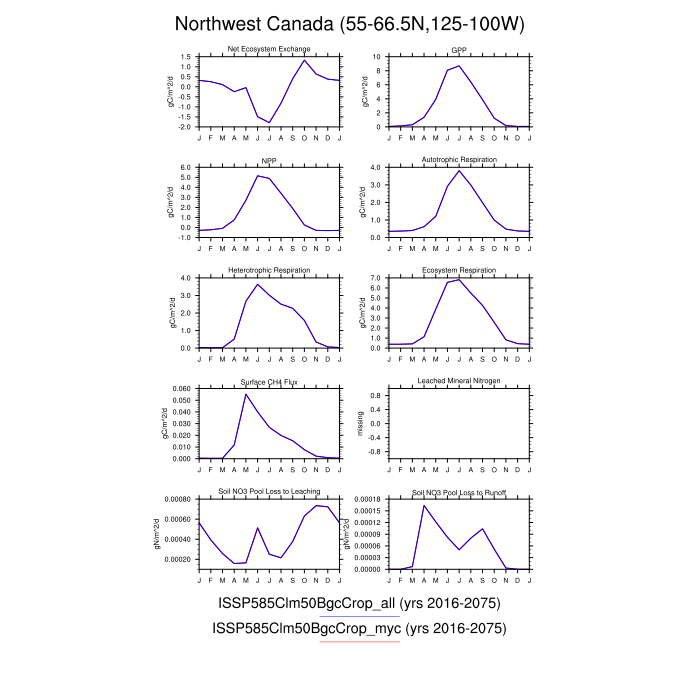 Northwest Canada (55-66.5N,125-100W)
Net Ecosystem Exchange
GPP
gC/m^2/d
1.5
1.0
0.5
0.0
-0.5
-1.0
-1.5
-2.0
J F M A M J J A S O N D J
gC/m^2/d
10
8
6
4
2
0
J F M A M J J A S O N D J
NPP
Autotrophic Respiration
gC/m^2/d
6.0
5.0
4.0
3.0
2.0
1.0
0.0
-1.0
J F M A M J J A S O N D J
gC/m^2/d
4.0
3.0
2.0
1.0
0.0
J F M A M J J A S O N D J
Heterotrophic Respiration
Ecosystem Respiration
gC/m^2/d
4.0
3.0
2.0
1.0
0.0
J F M A M J J A S O N D J
gC/m^2/d
7.0
6.0
5.0
4.0
3.0
2.0
1.0
0.0
J F M A M J J A S O N D J
Surface CH4 Flux
Leached Mineral Nitrogen
gC/m^2/d
0.060
0.050
0.040
0.030
0.020
0.010
0.000
J F M A M J J A S O N D J
missing
0.8
0.4
0.0
-0.4
-0.8
J F M A M J J A S O N D J
Soil NO3 Pool Loss to Leaching
Soil NO3 Pool Loss to Runoff
gN/m^2/d
0.00080
0.00060
0.00040
0.00020
J F M A M J J A S O N D J
gN/m^2/d
0.00018
0.00015
0.00012
0.00009
0.00006
0.00003
0.00000
J F M A M J J A S O N D J
ISSP585Clm50BgcCrop_all (yrs 2016-2075)
ISSP585Clm50BgcCrop_myc (yrs 2016-2075)